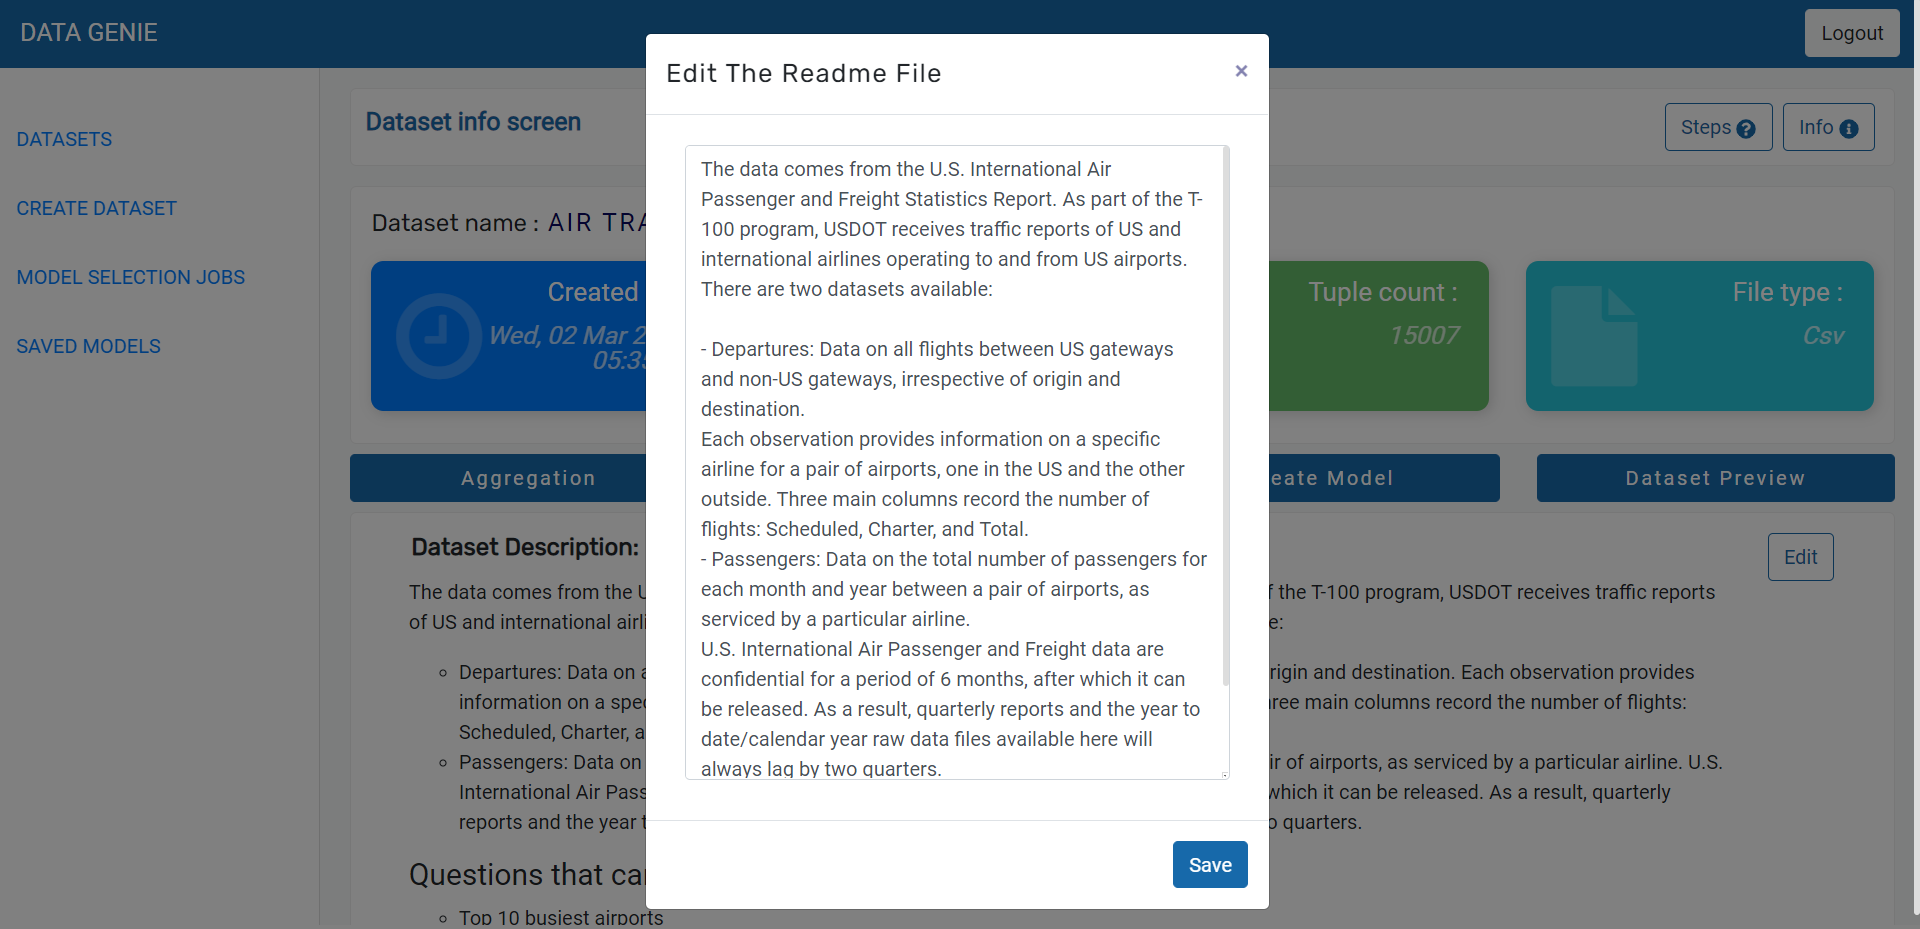 DATA GENIE
Logout
DATASETS
CREATE DATASET
MODEL SELECTION JOBS
SAVED MODELS
Dataset info screen
Steps
Info
Dataset name : AIR TRA
Created
Wed, 02 Mar 2
05:35
Tuple count :
15007
File type :
Csv
Aggregation
eate Model
Dataset Preview
Dataset Description:
Edit
The data comes from the U
f the T-100 program, USDOT receives traffic reports
of US and international airli
e:
Departures: Data on a
rigin and destination. Each observation provides
information on a spe
ree main columns record the number of flights:
Scheduled, Charter, a
Passengers: Data on
ir of airports, as serviced by a particular airline. U.S.
International Air Pass
which it can be released. As a result, quarterly
reports and the year t
o quarters.
Questions that ca
Top 10 busiest airports
Edit The Readme File
×
The data comes from the U.S. International Air
Passenger and Freight Statistics Report. As part of the T-
100 program, USDOT receives traffic reports of US and
international airlines operating to and from US airports.
There are two datasets available:
- Departures: Data on all flights between US gateways
and non-US gateways, irrespective of origin and
destination.
Each observation provides information on a specific
airline for a pair of airports, one in the US and the other
outside. Three main columns record the number of
flights: Scheduled, Charter, and Total.
- Passengers: Data on the total number of passengers for
each month and year between a pair of airports, as
serviced by a particular airline.
U.S. International Air Passenger and Freight data are
confidential for a period of 6 months, after which it can
be released. As a result, quarterly reports and the year to
date/calendar year raw data files available here will
always lag by two quarters.
Save